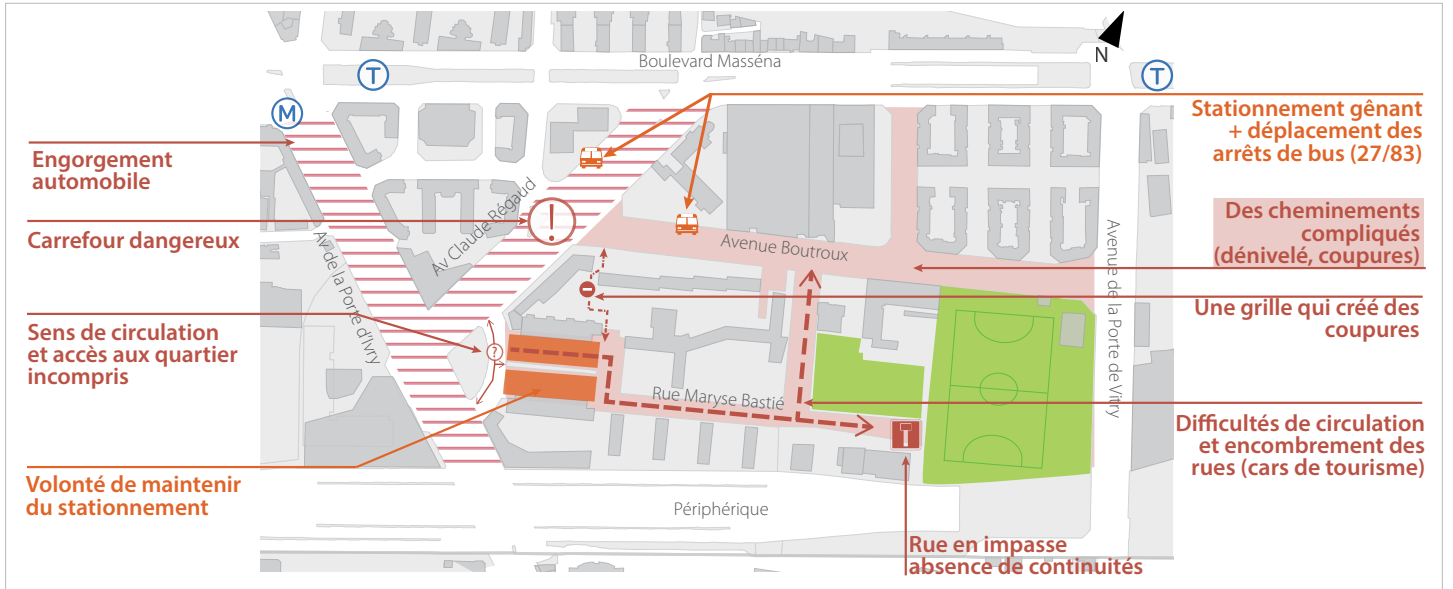 Boulevard Masséna
N
T
T
M
Stationnement gênant
+ déplacement des
arrêts de bus (27/83)
Engorgement
automobile
Carrefour dangereux
!
Av Claude Régaud
Avenue Boutroux
Des cheminements
compliqués
(dénivelé, coupures)
Av de la Porte d'Ivry
Avenue de la Porte de Vitry
Une grille qui créé des
coupures
Sens de circulation
et accès aux quartier
incompris
?
Rue Maryse Bastié
Difficultés de circulation
et encombrement des
rues (cars de tourisme)
Volonté de maintenir
du stationnement
Périphérique
Rue en impasse
absence de continuités